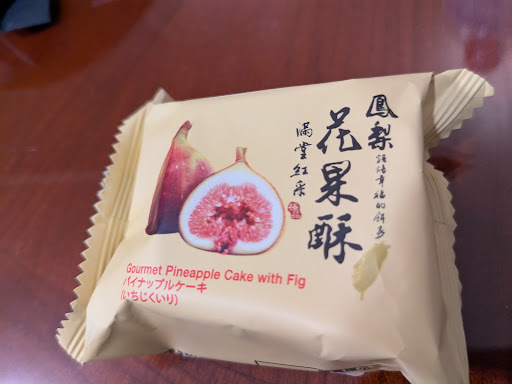 鳳梨
花果酥
滿堂紅采
Gourmet Pineapple Cake with Fig
パイナップルケーキ
(いちじくいり)